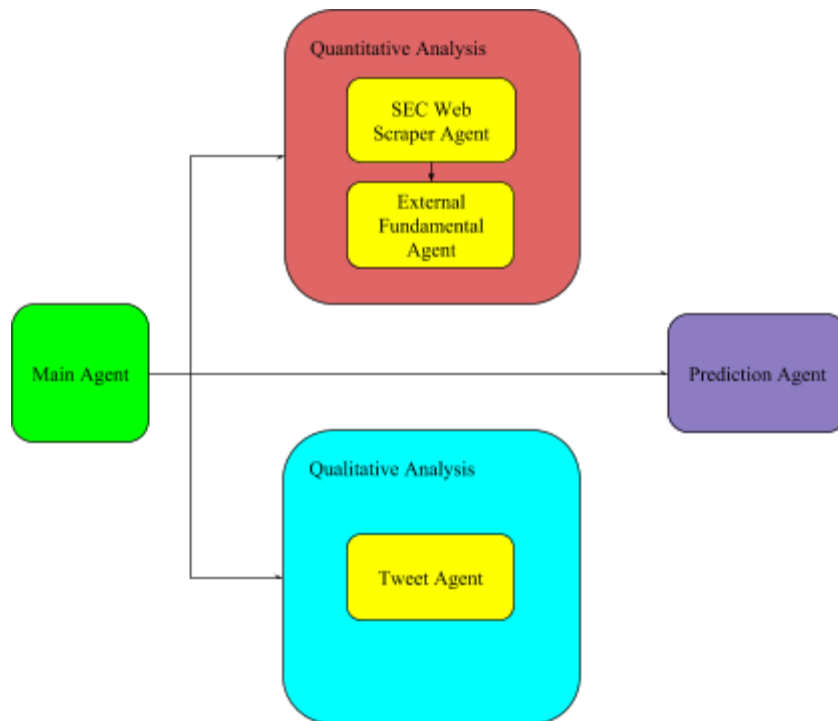 Quantitative Analysis
SEC Web
Scraper Agent
External
Fundamental
Agent
Main Agent
Prediction Agent
Qualitative Analysis
Tweet Agent